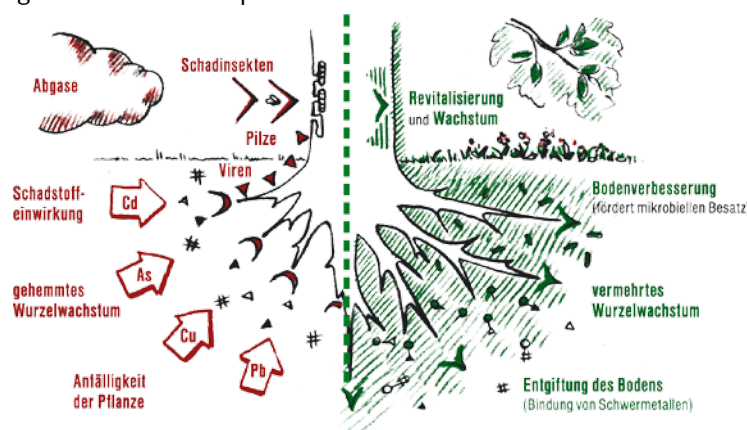 Abgase
Schadinsekten
Pilze
Viren
Schadstoff-
einwirkung
Cd
As
gehemmtes
Wurzelwachstum
Cu
Pb
Anfälligkeit
der Pflanze
Revitalisierung
und Wachstum
Bodenverbesserung
(fördert mikrobiellen Besatz)
vermehrtes
Wurzelwachstum
Entgiftung des Bodens
(Bindung von Schwermetallen)